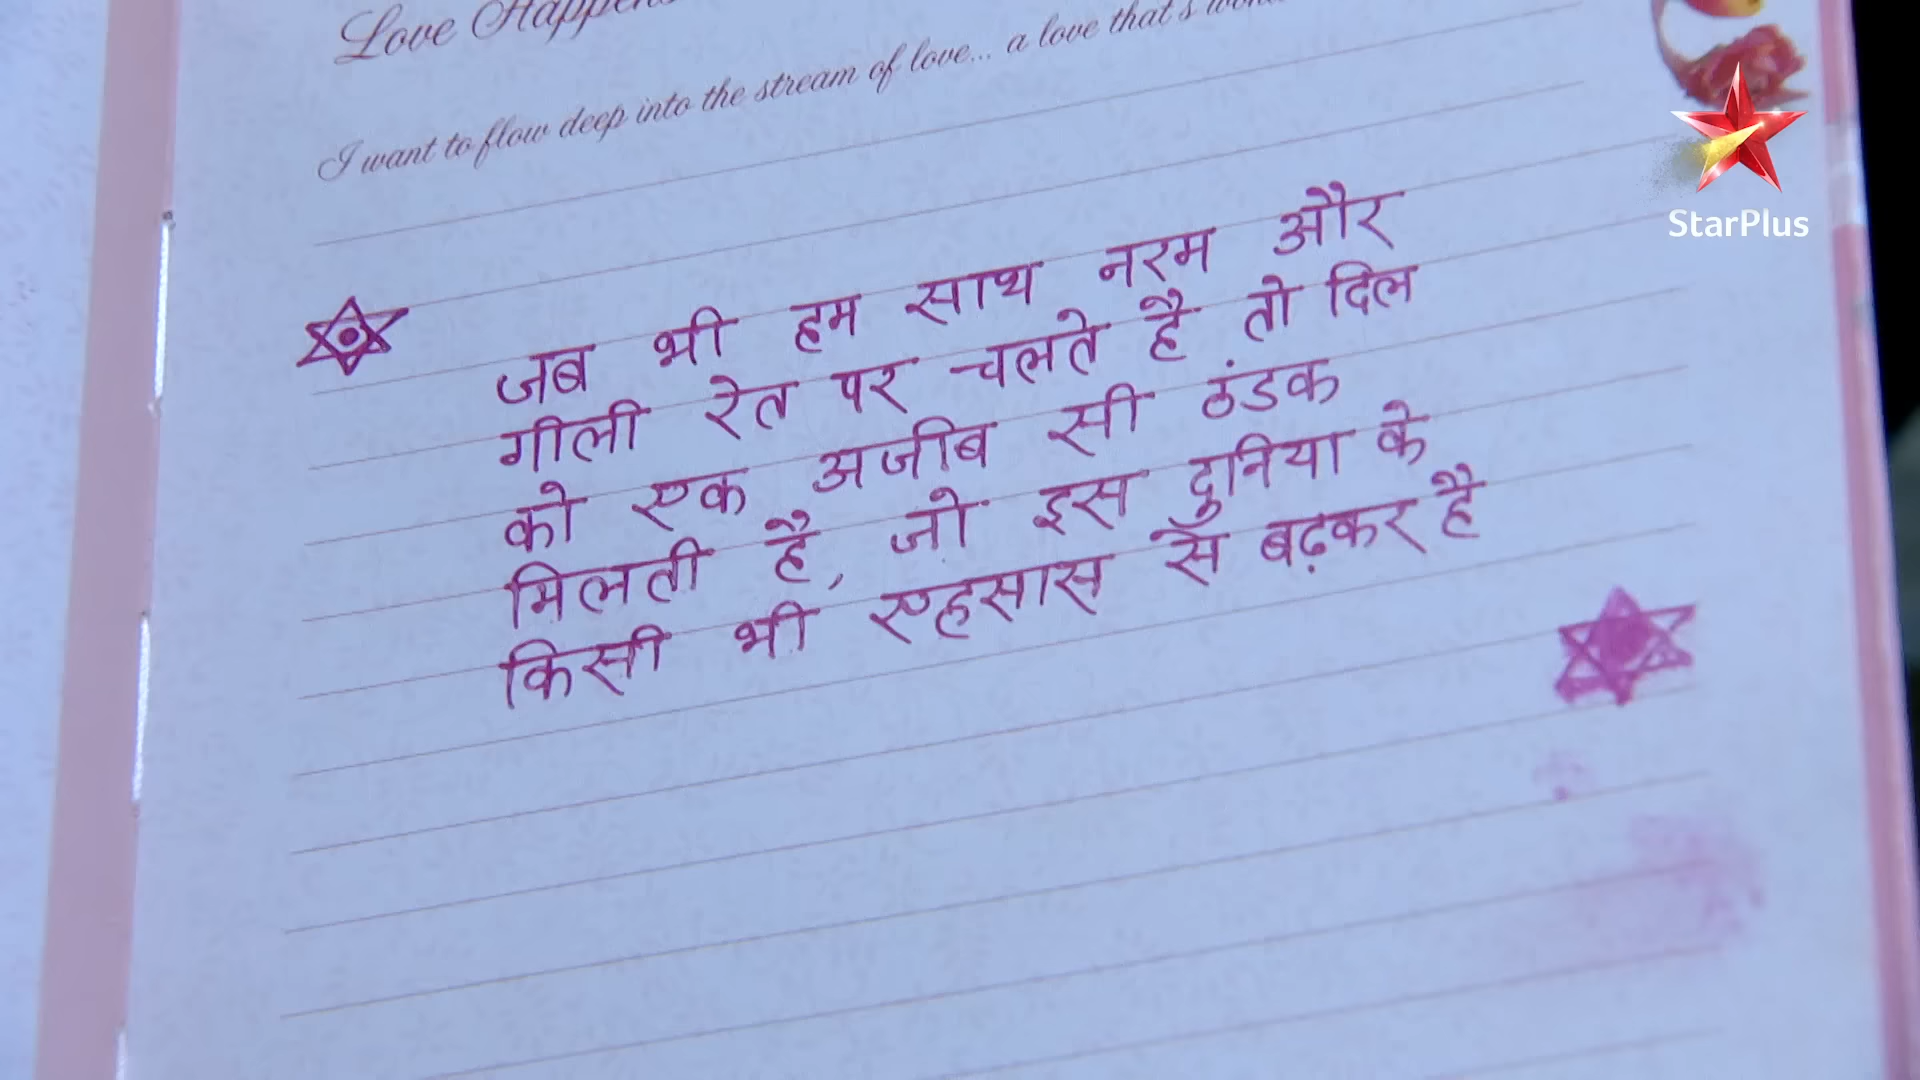 Love Happens
I want to flow deep into the stream of love... a love that's
StarPlus
जब भी हम साथ नरम और
गीली रेत पर चलते है तो दिल
को एक अजीब सी ठंडक
मिलती है, जो इस दुनिया के
किसी भी एहसास से बढ़कर है